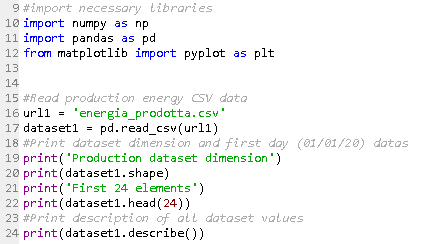 9 #import necessary libraries
10 import numpy as np
11 import pandas as pd
12 from matplotlib import pyplot as plt
13
14
15 #Read production energy CSV data
16 url1 = 'energia_prodotta.csv'
17 dataset1 = pd.read_csv(url1)
18 #Print dataset dimension and first day (01/01/20) datas
19 print('Production dataset dimension')
20 print(dataset1.shape)
21 print('First 24 elements')
22 print(dataset1.head(24))
23 #Print description of all dataset values
24 print(dataset1.describe())